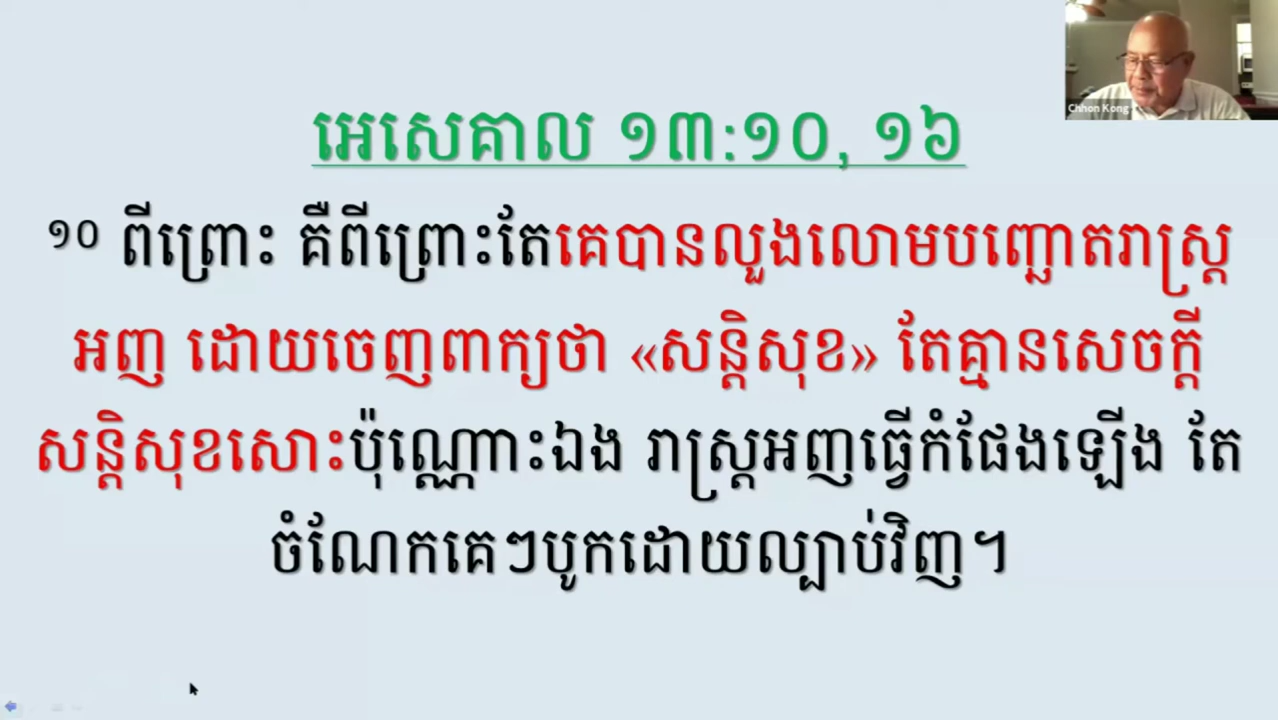 អេសេគាល ១៣:១០, ១៦
Chhon Kong
១០ ពីព្រោះ គឺពីព្រោះតែគេបានលួងលោមបញ្ឆោតរាស្ត្រ
អញ ដោយចេញពាក្យថា «សន្តិសុខ» តែគ្មានសេចក្តី
សន្តិសុខសោះប៉ុណ្ណោះឯង រាស្ត្រអញធ្វើកំផែងឡើង តែ
ចំណែកគេៗបូកដោយល្បាប់វិញ។